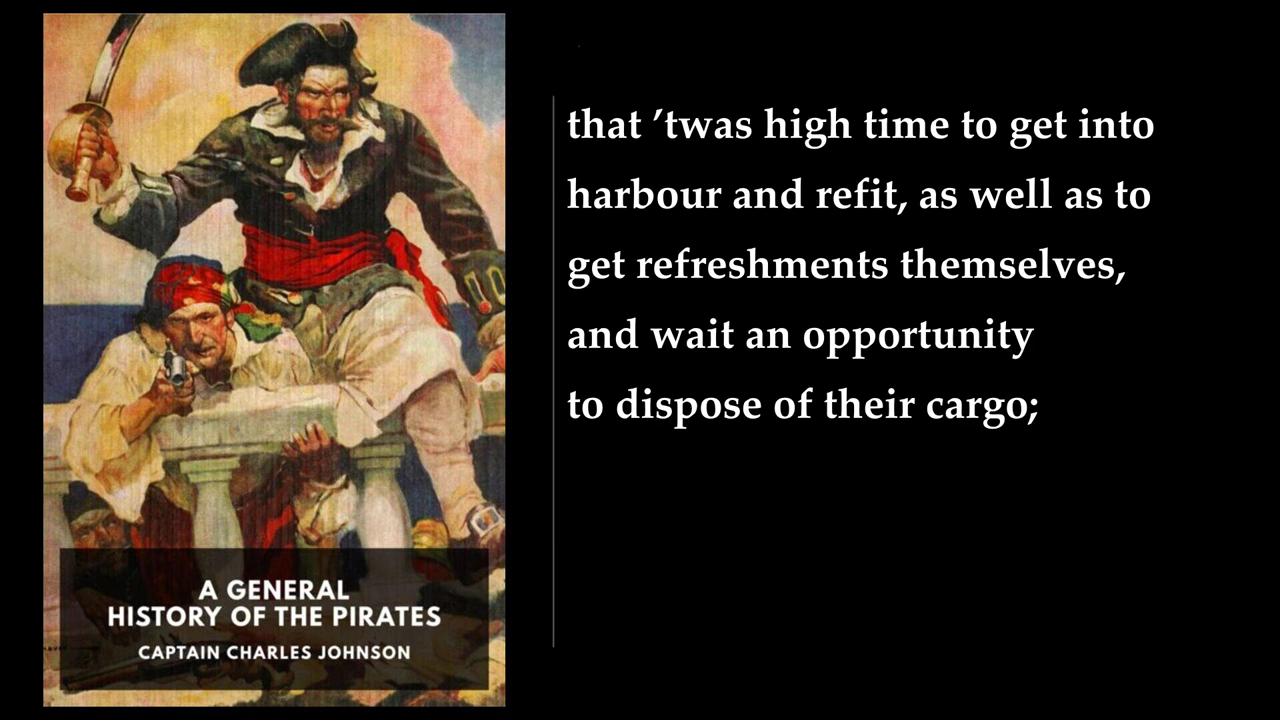 A GENERAL
HISTORY OF THE PIRATES
CAPTAIN CHARLES JOHNSON
that ’twas high time to get into
harbour and refit, as well as to
get refreshments themselves,
and wait an opportunity
to dispose of their cargo;